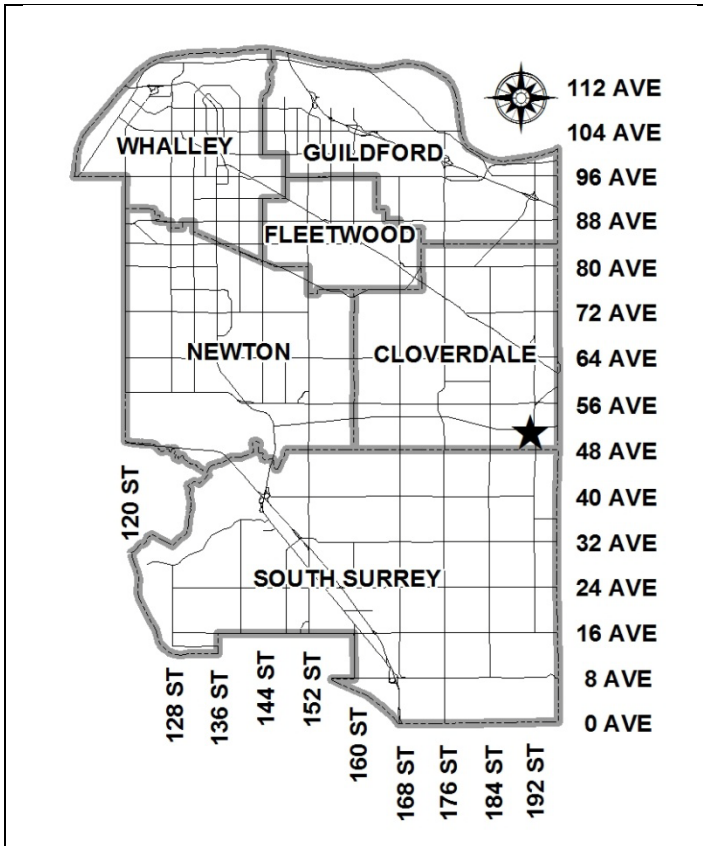 112 AVE
104 AVE
WHALLEY
GUILDFORD
96 AVE
88 AVE
FLEETWOOD
80 AVE
72 AVE
NEWTON
CLOVERDALE
64 AVE
56 AVE
48 AVE
120 ST
40 AVE
32 AVE
SOUTH SURREY
24 AVE
16 AVE
128 ST
136 ST
144 ST
152 ST
160 ST
8 AVE
0 AVE
168 ST
176 ST
184 ST
192 ST